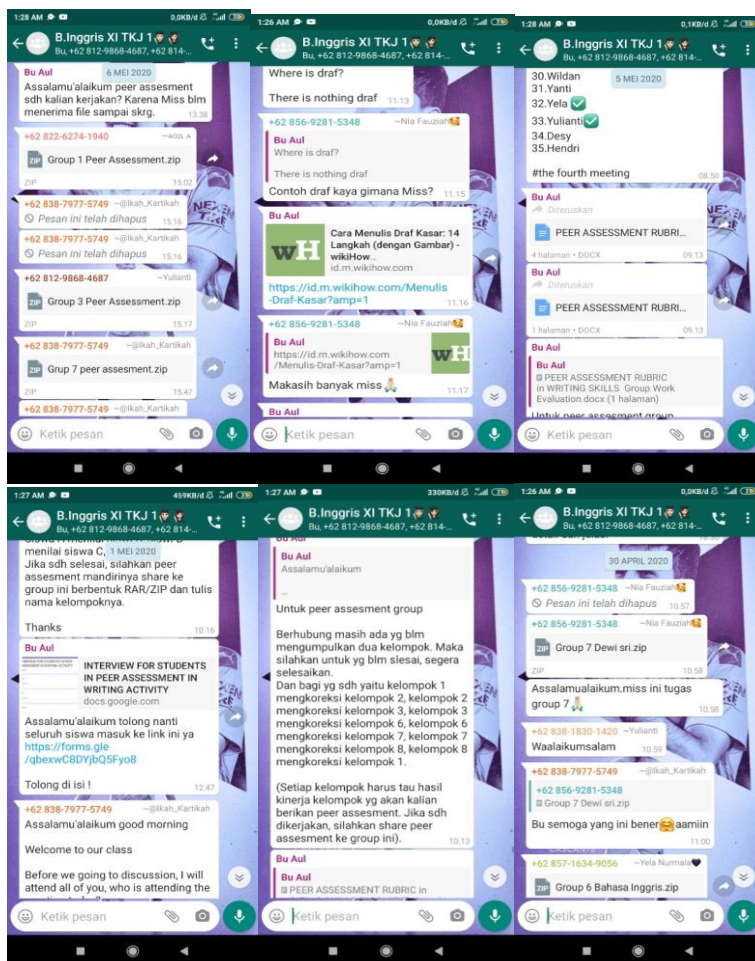 1:28 AM
0,0KB/d
B.Inggris XI TKJ 1
Bu, +62 812-9868-4687, +62 814-...
6 MEI 2020
Bu Aul
Assalamu'alaikum peer assesment
sdh kalian kerjakan? Karena Miss blm
menerima file sampai skrg.
13.38
+62 822-6274-1940
~AGIL A
ZIP
Group 1 Peer Assessment.zip
ZIP
15.02
+62 838-7977-5749 ~@Ikah_Kartikah
Pesan ini telah dihapus 15.16
+62 838-7977-5749 ~@Ikah_Kartikah
Pesan ini telah dihapus 15.16
+62 812-9868-4687
~Yulianti
ZIP
Group 3 Peer Assessment.zip
ZIP
15.17
+62 838-7977-5749 ~@Ikah_Kartikah
ZIP
Grup 7 peer assesment.zip
ZIP
15.47
+62 838-7977-5749 ~@Ikah_Kartikah
Ketik pesan
1:26 AM
0,0KB/d
B.Inggris XI TKJ 1
Bu, +62 812-9868-4687, +62 814-...
Where is draf?
There is nothing draf 11.13
+62 856-9281-5348
~Nia Fauziah
Bu Aul
Where is draf?
There is nothing draf
Contoh draf kaya gimana Miss? 11.15
Bu Aul
wH
Cara Menulis Draf Kasar: 14
Langkah (dengan Gambar) -
wikiHow...
id.m.wikihow.com
https://id.m.wikihow.com/Menulis
-Draf-Kasar?amp=1
11.16
+62 856-9281-5348
~Nia Fauziah
Bu Aul
https://id.m.wikihow.com
/Menulis-Draf-Kasar?amp=1
wH
Makasih banyak miss 11.17
Bu Aul
Ketik pesan
1:28 AM
0,1KB/d
B.Inggris XI TKJ 1
Bu, +62 812-9868-4687, +62 814-...
30.Wildan
5 MEI 2020
31.Yanti
32.Yela
33.Yulianti
34.Desy
35.Hendri
#the fourth meeting
08.50
Bu Aul
Diteruskan
PEER ASSESSMENT RUBRI...
4 halaman • DOCX
09.13
Bu Aul
Diteruskan
PEER ASSESSMENT RUBRI...
1 halaman • DOCX
09.13
Bu Aul
Bu Aul
PEER ASSESSMENT RUBRIC
in WRITING SKILLS Group Work
Evaluation.docx (1 halaman)
Untuk peer assesment group
Ketik pesan
1:27 AM
459KB/d
B.Inggris XI TKJ 1
Bu, +62 812-9868-4687, +62 814-...
menilai siswa C,
1 MEI 2020
Jika sdh selesai, silahkan peer
assesment mandirinya share ke
group ini berbentuk RAR/ZIP dan tulis
nama kelompoknya.
Thanks
10.16
Bu Aul
INTERVIEW FOR STUDENTS
IN PEER ASSESSMENT IN
WRITING ACTIVITY
docs.google.com
Assalamu'alaikum tolong nanti
seluruh siswa masuk ke link ini ya
https://forms.gle
/qbexwC8DYjbQ5Fyo8
Tolong di isi !
12.47
+62 838-7977-5749
~@Ikah_Kartikah
Assalamu'alaikum good morning
Welcome to our class
Before we going to discussion, I will
attend all of you, who is attending the
Ketik pesan
1:27 AM
330KB/d
B.Inggris XI TKJ 1
Bu, +62 812-9868-4687, +62 814-...
Bu Aul
Bu Aul
Assalamu'alaikum
...
Untuk peer assesment group
Berhubung masih ada yg blm
mengumpulkan dua kelompok. Maka
silahkan untuk yg blm slesai, segera
selesaikan.
Dan bagi yg sdh yaitu kelompok 1
mengkoreksi kelompok 2, kelompok 2
mengkoreksi kelompok 3, kelompok 3
mengkoreksi kelompok 6, kelompok 6
mengkoreksi kelompok 7, kelompok 7
mengkoreksi kelompok 8, kelompok 8
mengkoreksi kelompok 1.
(Setiap kelompok harus tau hasil
kinerja kelompok yg akan kalian
berikan peer assesment. Jika sdh
dikerjakan, silahkan share peer
assesment ke group ini).
10.13
Bu Aul
Bu Aul
PEER ASSESSMENT RUBRIC in
Ketik pesan
1:26 AM
0,0KB/d
B.Inggris XI TKJ 1
Bu, +62 812-9868-4687, +62 814-...
30 APRIL 2020
+62 856-9281-5348
~Nia Fauziah
Pesan ini telah dihapus 10.57
+62 856-9281-5348
~Nia Fauziah
ZIP
Group 7 Dewi sri.zip
ZIP
10.58
Assalamualaikum.miss ini tugas
group 7
10.58
+62 838-1830-1420 ~Yulianti
Waalaikumsalam 10.59
+62 838-7977-5749
~@Ikah_Kartikah
+62 856-9281-5348
Group 7 Dewi sri.zip
Bu semoga yang ini bener aamiin
11.00
+62 857-1634-9056
~Yela Nurmala
ZIP
Group 6 Bahasa Inggris.zip
Ketik pesan